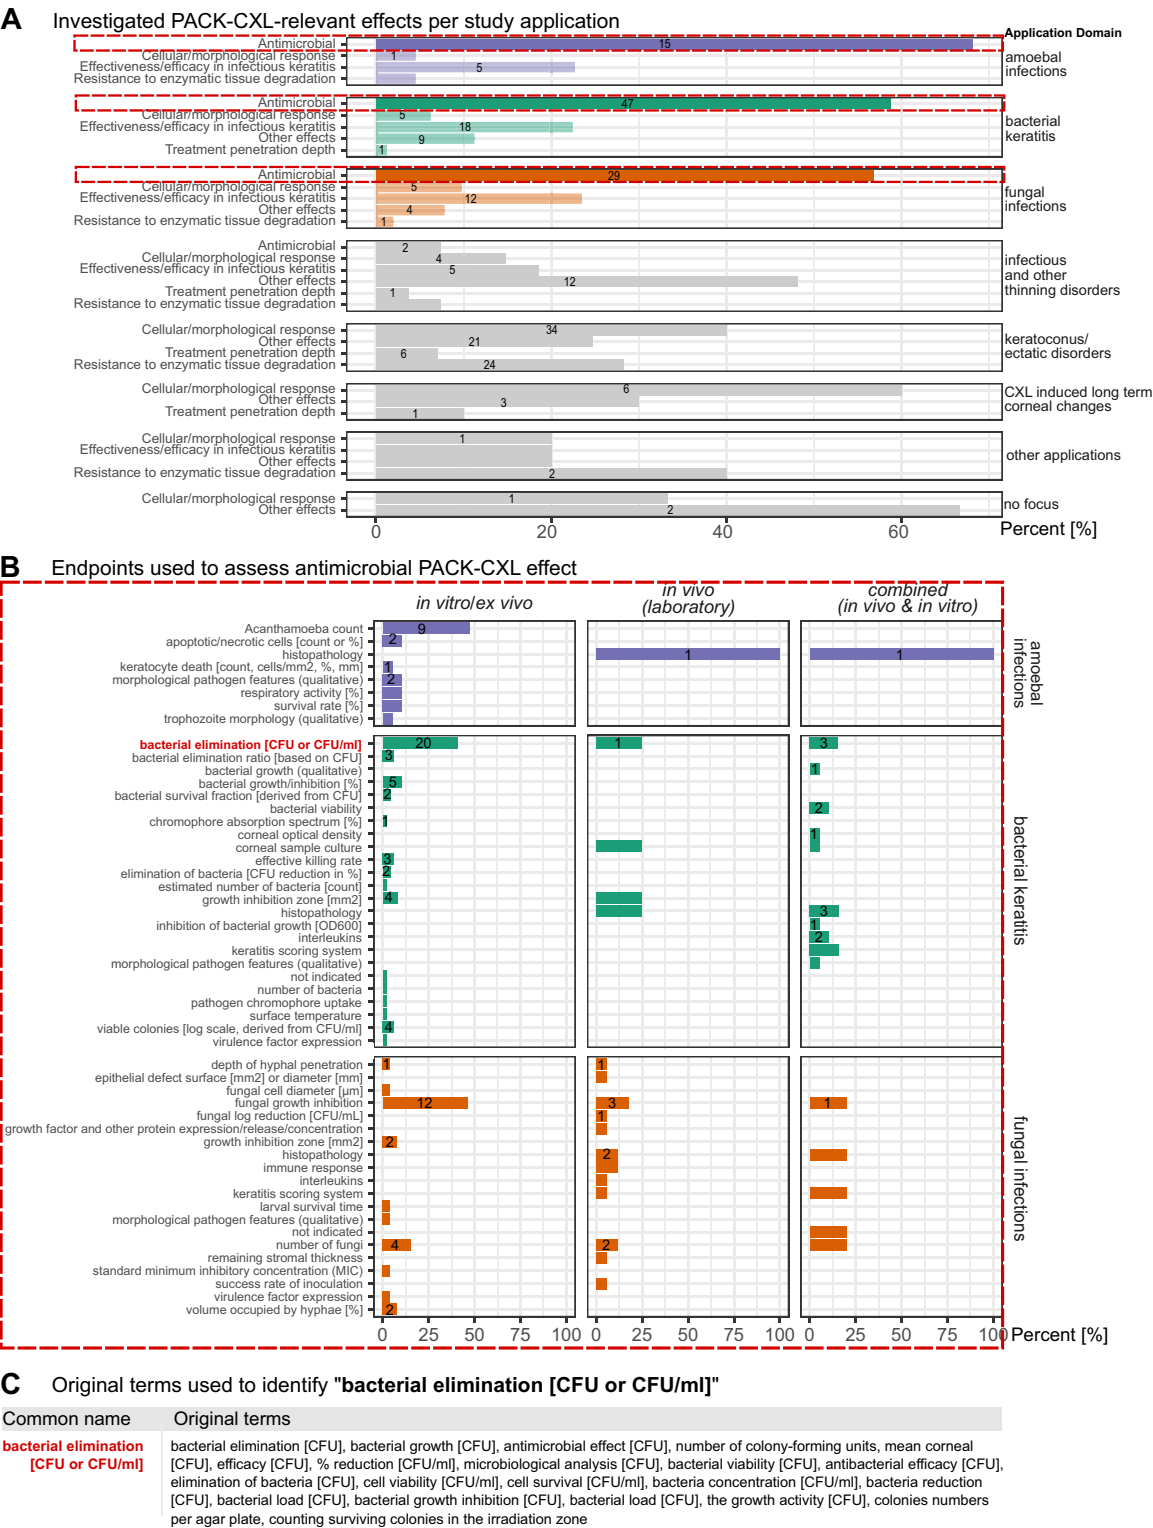 A Investigated PACK-CXL-relevant effects per study application
Application Domain
Antimicrobial 15
Cellular/morphological response 1
Effectiveness/efficacy in infectious keratitis 5
Resistance to enzymatic tissue degradation
amoebal
infections
Antimicrobial 47
Cellular/morphological response 5
Effectiveness/efficacy in infectious keratitis 18
Other effects 9
Treatment penetration depth 1
bacterial
keratitis
Antimicrobial 29
Cellular/morphological response 5
Effectiveness/efficacy in infectious keratitis 12
Other effects 4
Resistance to enzymatic tissue degradation 1
fungal
infections
Antimicrobial 2
Cellular/morphological response 4
Effectiveness/efficacy in infectious keratitis 5
Other effects 12
Treatment penetration depth 1
Resistance to enzymatic tissue degradation
infectious
and other
thinning disorders
Cellular/morphological response 34
Other effects 21
Treatment penetration depth 6
Resistance to enzymatic tissue degradation 24
keratoconus/
ectatic disorders
Cellular/morphological response 6
Other effects 3
Treatment penetration depth 1
CXL induced long term
corneal changes
Cellular/morphological response 1
Effectiveness/efficacy in infectious keratitis
Other effects
Resistance to enzymatic tissue degradation 2
other applications
Cellular/morphological response 1
Other effects 2
no focus
0 20 40 60 Percent [%]
B Endpoints used to assess antimicrobial PACK-CXL effect
in vitro/ex vivo
in vivo
(laboratory)
combined
(in vivo & in vitro)
Acanthamoeba count 9
apoptotic/necrotic cells [count or %] 2
histopathology 1 1
keratocyte death [count, cells/mm2, %, mm] 1
morphological pathogen features (qualitative) 2
respiratory activity [%]
survival rate [%]
trophozoite morphology (qualitative)
amoebal
infections
bacterial elimination [CFU or CFU/ml] 20 1 3
bacterial elimination ratio [based on CFU] 3
bacterial growth (qualitative) 1
bacterial growth/inhibition [%] 5
bacterial survival fraction [derived from CFU] 2
bacterial viability 2
chromophore absorption spectrum [%] 1
corneal optical density 1
corneal sample culture
effective killing rate 3
elimination of bacteria [CFU reduction in %] 2
estimated number of bacteria [count]
growth inhibition zone [mm2] 4
histopathology 3
inhibition of bacterial growth [OD600] 1
interleukins 2
keratitis scoring system
morphological pathogen features (qualitative)
not indicated
number of bacteria
pathogen chromophore uptake
surface temperature
viable colonies [log scale, derived from CFU/ml] 4
virulence factor expression
bacterial keratitis
depth of hyphal penetration 1 1
epithelial defect surface [mm2] or diameter [mm]
fungal cell diameter [µm]
fungal growth inhibition 12 3 1
fungal log reduction [CFU/mL] 1
growth factor and other protein expression/release/concentration
growth inhibition zone [mm2] 2
histopathology 2
immune response
interleukins
keratitis scoring system
larval survival time
morphological pathogen features (qualitative)
not indicated
number of fungi 4 2
remaining stromal thickness
standard minimum inhibitory concentration (MIC)
success rate of inoculation
virulence factor expression
volume occupied by hyphae [%] 2
fungal infections
0 25 50 75 100 0 25 50 75 100 0 25 50 75 100 Percent [%]
C Original terms used to identify "bacterial elimination [CFU or CFU/ml]"
Common name Original terms
bacterial elimination
[CFU or CFU/ml]
bacterial elimination [CFU], bacterial growth [CFU], antimicrobial effect [CFU], number of colony-forming units, mean corneal
[CFU], efficacy [CFU], % reduction [CFU/ml], microbiological analysis [CFU], bacterial viability [CFU], antibacterial efficacy [CFU],
elimination of bacteria [CFU], cell viability [CFU/ml], cell survival [CFU/ml], bacteria concentration [CFU/ml], bacteria reduction
[CFU], bacterial load [CFU], bacterial growth inhibition [CFU], bacterial load [CFU], the growth activity [CFU], colonies numbers
per agar plate, counting surviving colonies in the irradiation zone